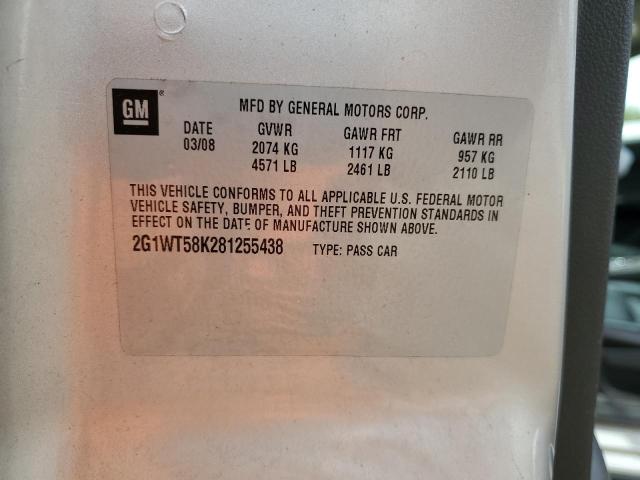 GM®
MFD BY GENERAL MOTORS CORP.
DATE GVWR GAWR FRT GAWR RR
03/08 2074 KG 1117 KG 957 KG
4571 LB 2461 LB 2110 LB
THIS VEHICLE CONFORMS TO ALL APPLICABLE U.S. FEDERAL MOTOR
VEHICLE SAFETY, BUMPER, AND THEFT PREVENTION STANDARDS IN
EFFECT ON THE DATE OF MANUFACTURE SHOWN ABOVE.
2G1WT58K281255438 TYPE: PASS CAR